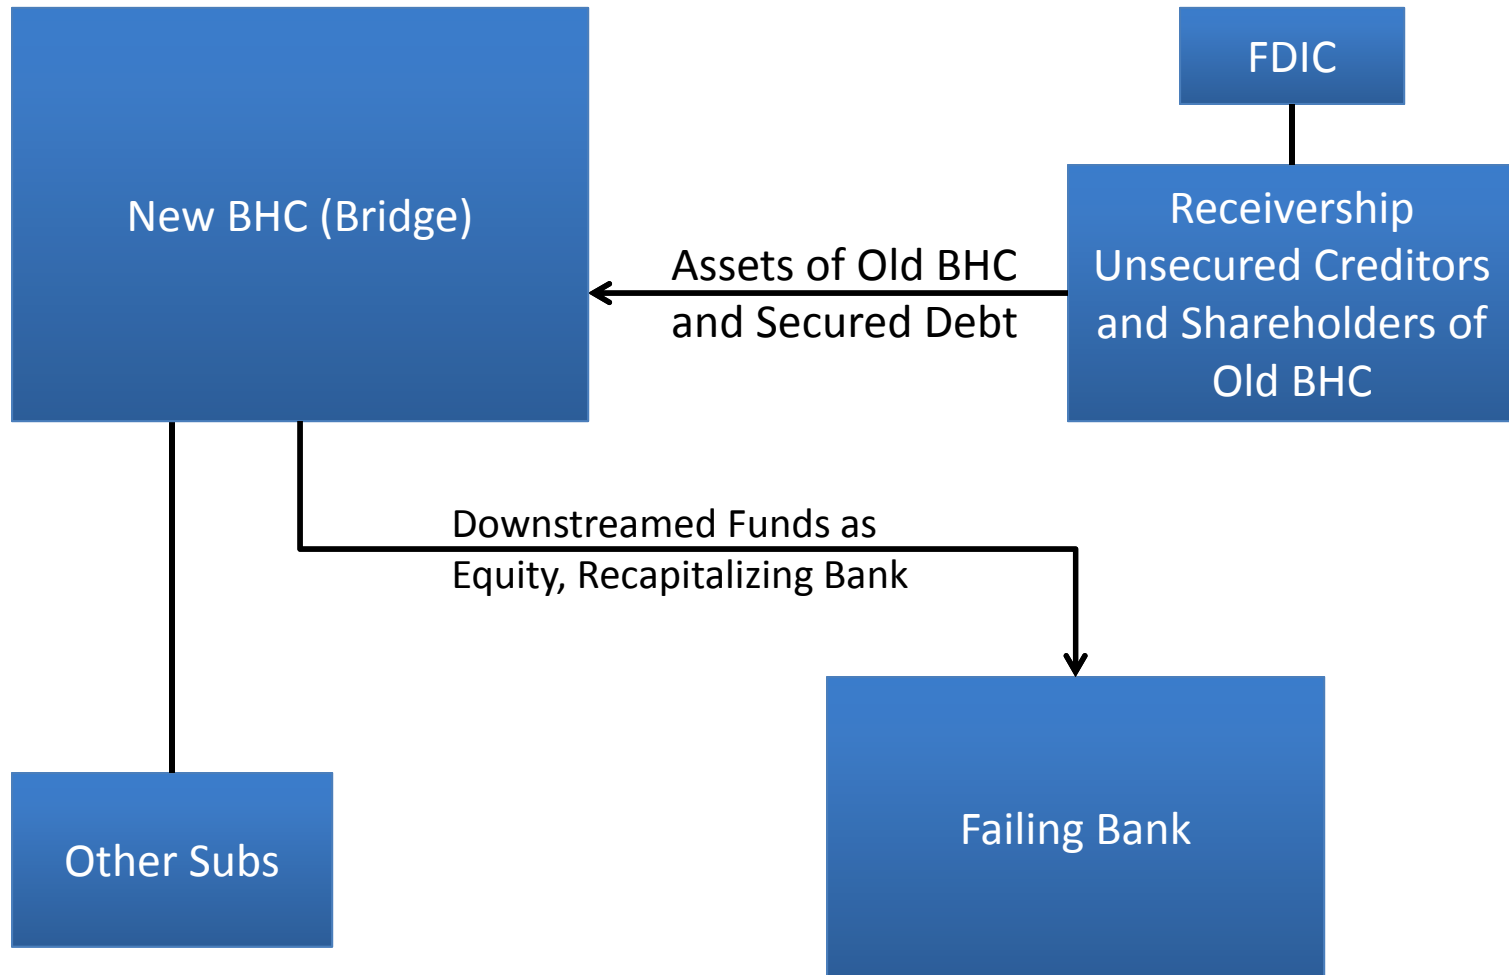 FDIC
New BHC (Bridge)
Receivership
Unsecured Creditors
and Shareholders of
Old BHC
Assets of Old BHC
and Secured Debt
Downstreamed Funds as
Equity, Recapitalizing Bank
Other Subs
Failing Bank